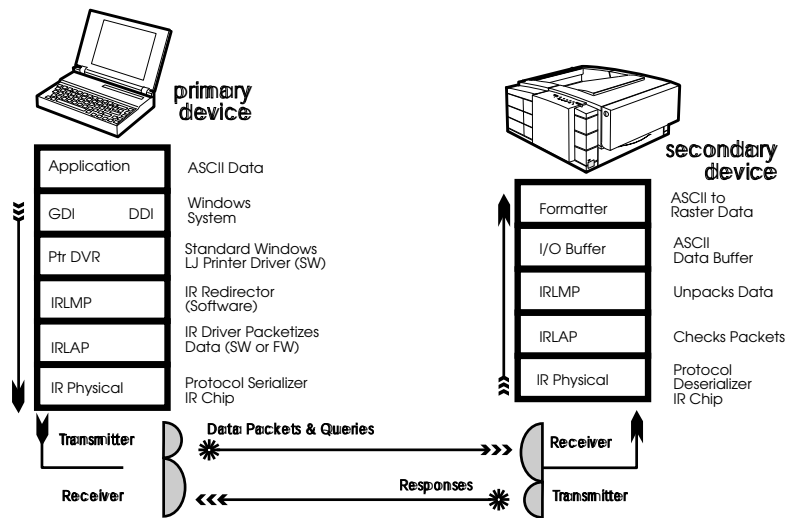 primary
device
Application
ASCII Data
GDI DDI
Windows
System
Ptr DVR
Standard Windows
LJ Printer Driver (SW)
IRLMP
IR Redirector
(Software)
IRLAP
IR Driver Packetizes
Data (SW or FW)
IR Physical
Protocol Serializer
IR Chip
secondary
device
Formatter
ASCII to
Raster Data
I/O Buffer
ASCII
Data Buffer
IRLMP
Unpacks Data
IRLAP
Checks Packets
IR Physical
Protocol
Deserializer
IR Chip
Transmitter
Data Packets & Queries
Receiver
Receiver
Responses
Transmitter